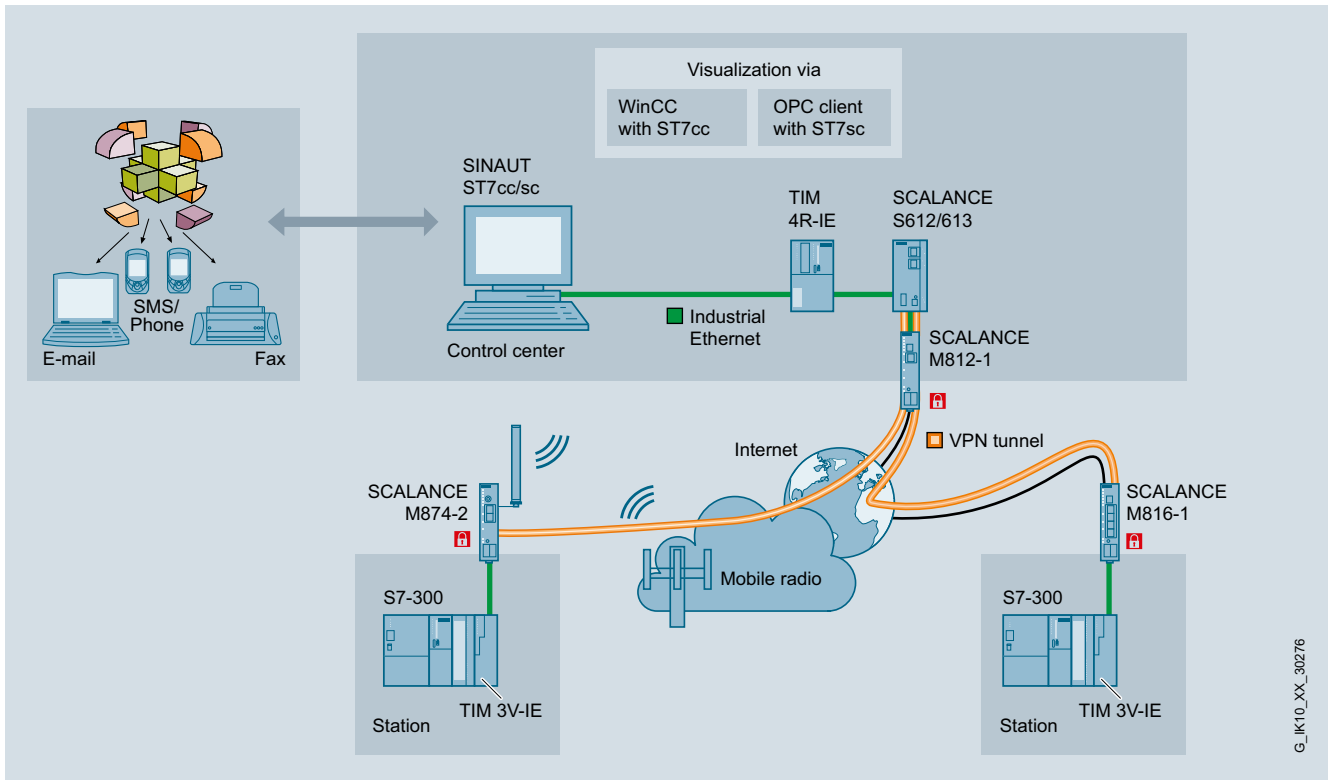 Visualization via
WinCC
with ST7cc
OPC client
with ST7sc
SINAUT
ST7cc/sc
TIM
4R-IE
SCALANCE
S612/613
SMS/
Phone
E-mail
Fax
Industrial
Ethernet
Control center
SCALANCE
M812-1
Internet
VPN tunnel
SCALANCE
M874-2
SCALANCE
M816-1
Mobile radio
S7-300
TIM 3V-IE
Station
S7-300
TIM 3V-IE
Station
G_IK10_XX_30276